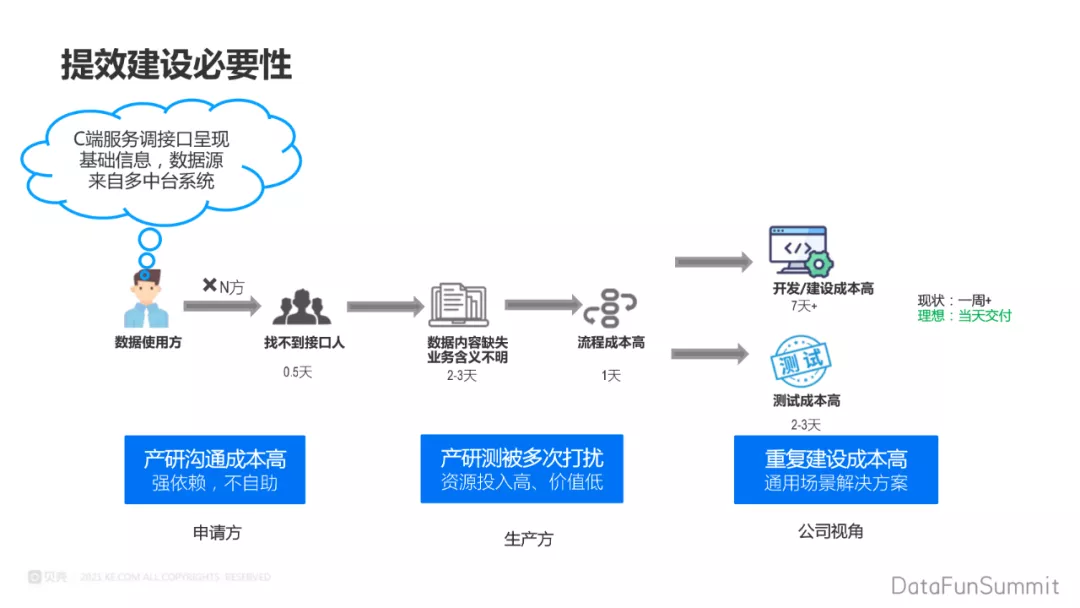 提效建设必要性
C端服务调接口呈现
基础信息，数据源
来自多中台系统
×N方
数据使用方
找不到接口人
0.5天
数据内容缺失
业务含义不明
2-3天
流程成本高
1天
</>
开发/建设成本高
7天+
现状：一周+
理想：当天交付
测试
测试成本高
2-3天
产研沟通成本高
强依赖，不自助
申请方
产研测被多次打扰
资源投入高、价值低
生产方
重复建设成本高
通用场景解决方案
公司视角
贝壳 2021 KE.COM ALL COPYRIGHTS RESERVED
DataFunSummit